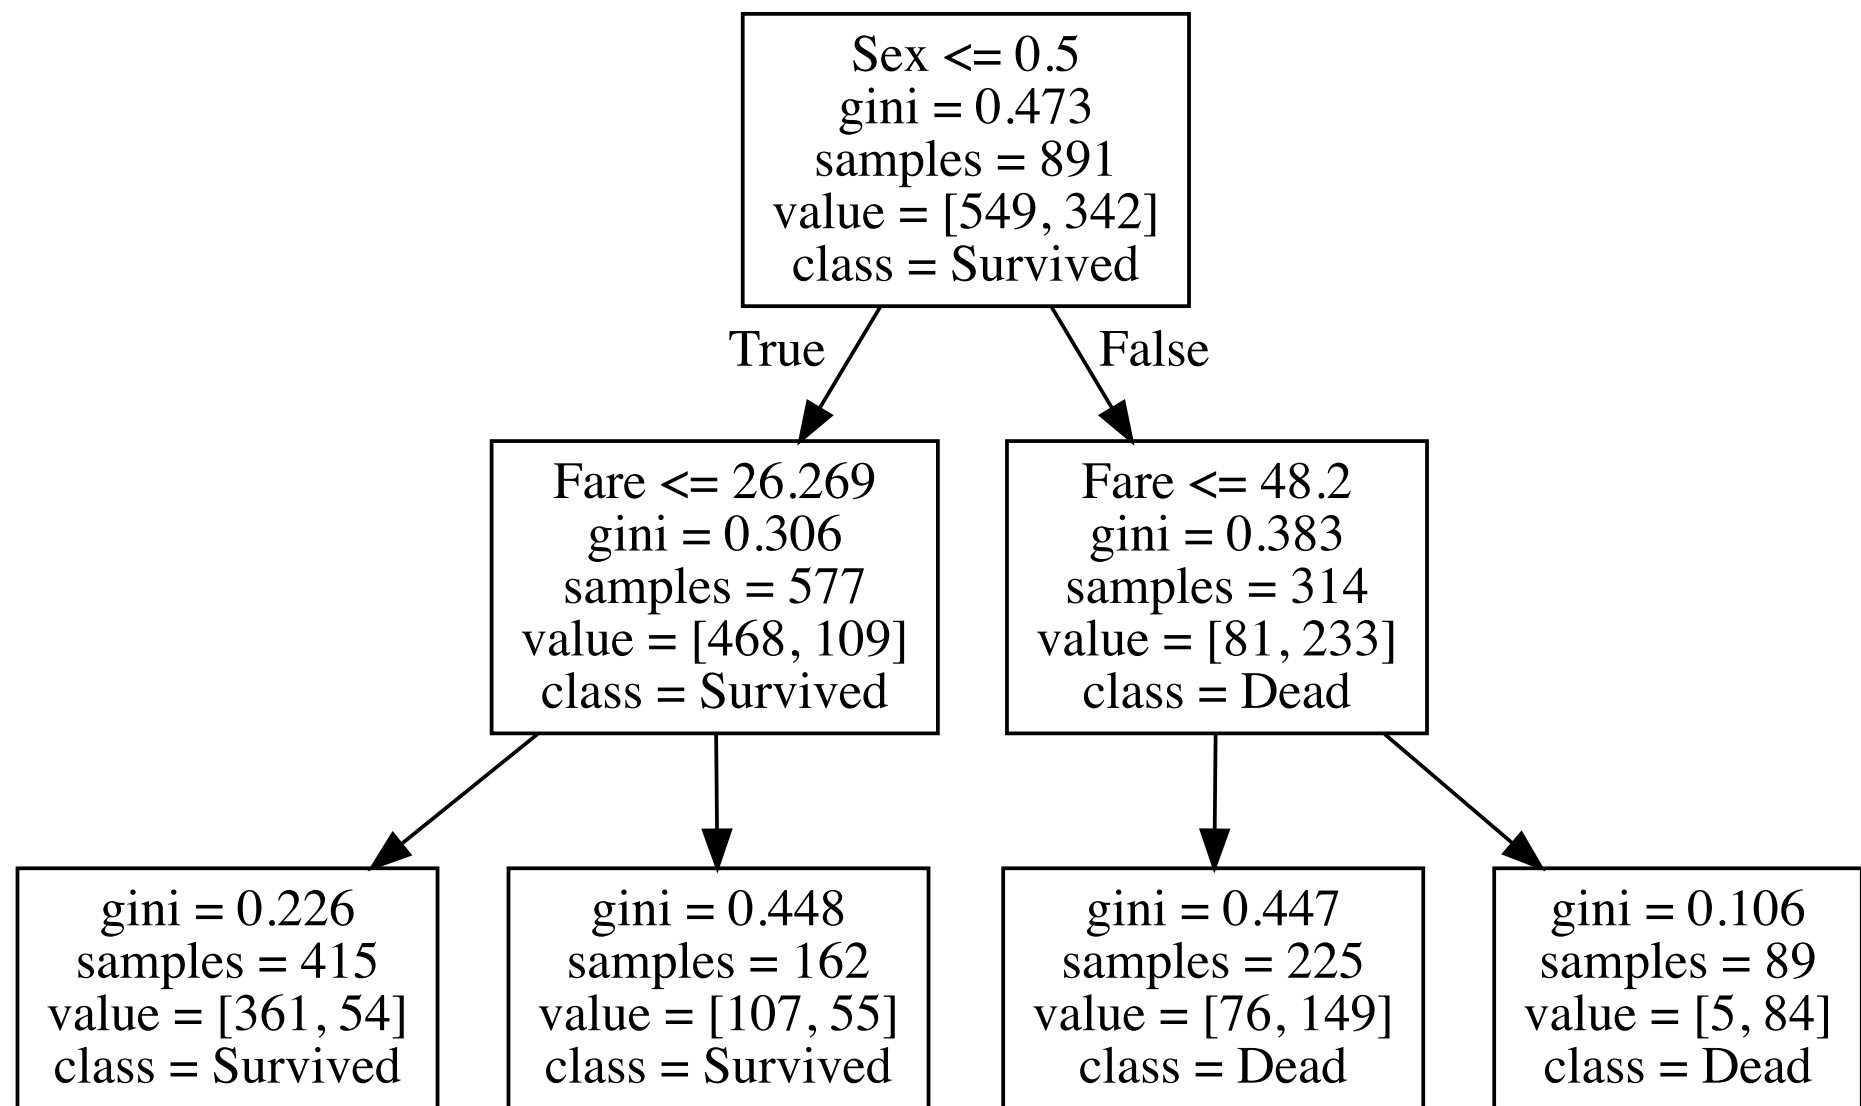 Sex <= 0.5
gini = 0.473
samples = 891
value = [549, 342]
class = Survived
True
False
Fare <= 26.269
gini = 0.306
samples = 577
value = [468, 109]
class = Survived
Fare <= 48.2
gini = 0.383
samples = 314
value = [81, 233]
class = Dead
gini = 0.226
samples = 415
value = [361, 54]
class = Survived
gini = 0.448
samples = 162
value = [107, 55]
class = Survived
gini = 0.447
samples = 225
value = [76, 149]
class = Dead
gini = 0.106
samples = 89
value = [5, 84]
class = Dead